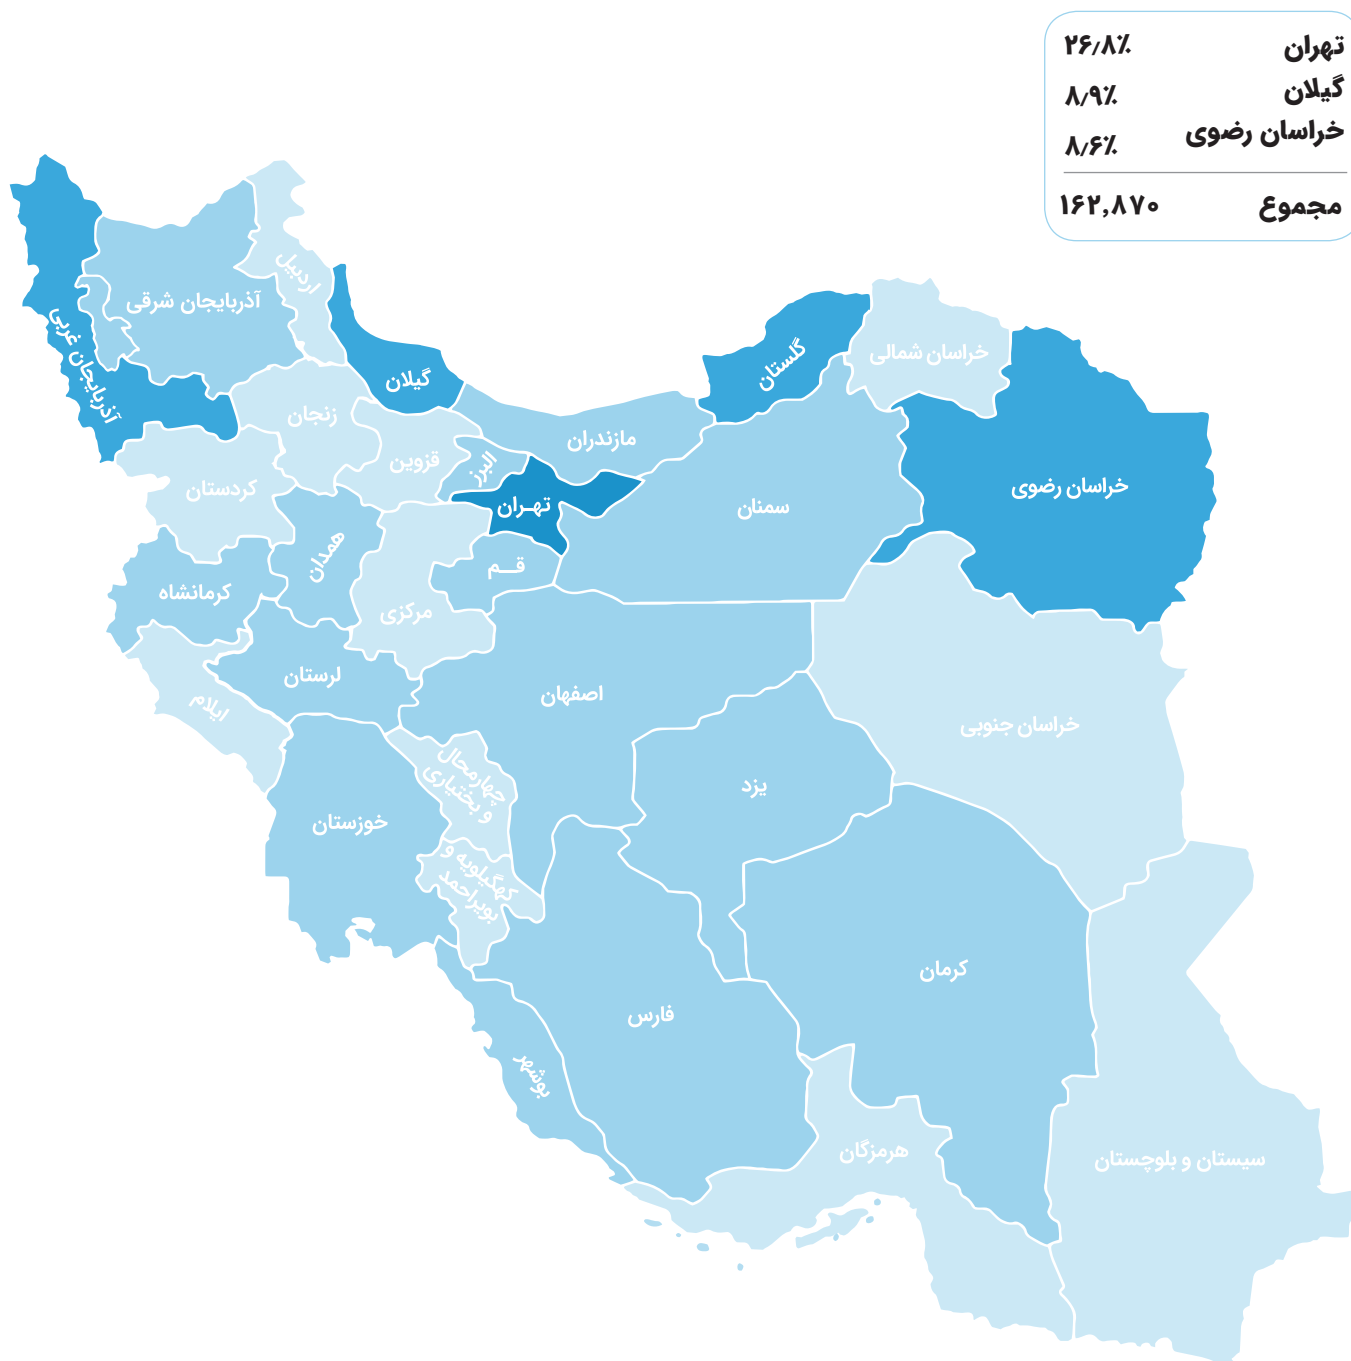 تهران ۲۶٫۸٪
گیلان ۸٫۹٪
خراسان رضوی ۸٫۶٪
مجموع ۱۶۲,۸۷۰
اردبیل
آذربایجان شرقی
آذربایجان غربی
گیلان
گلستان
خراسان شمالی
زنجان
مازندران
قزوین
البرز
کردستان
تهـران
سمنان
خراسان رضوی
همدان
قــم
کرمانشاه
مرکزی
لرستان
اصفهان
ایلام
خراسان جنوبی
چهارمحال
و بختیاری
یزد
خوزستان
کهگیلویه و
بویراحمد
کرمان
فارس
بوشهر
هرمزگان
سیستان و بلوچستان